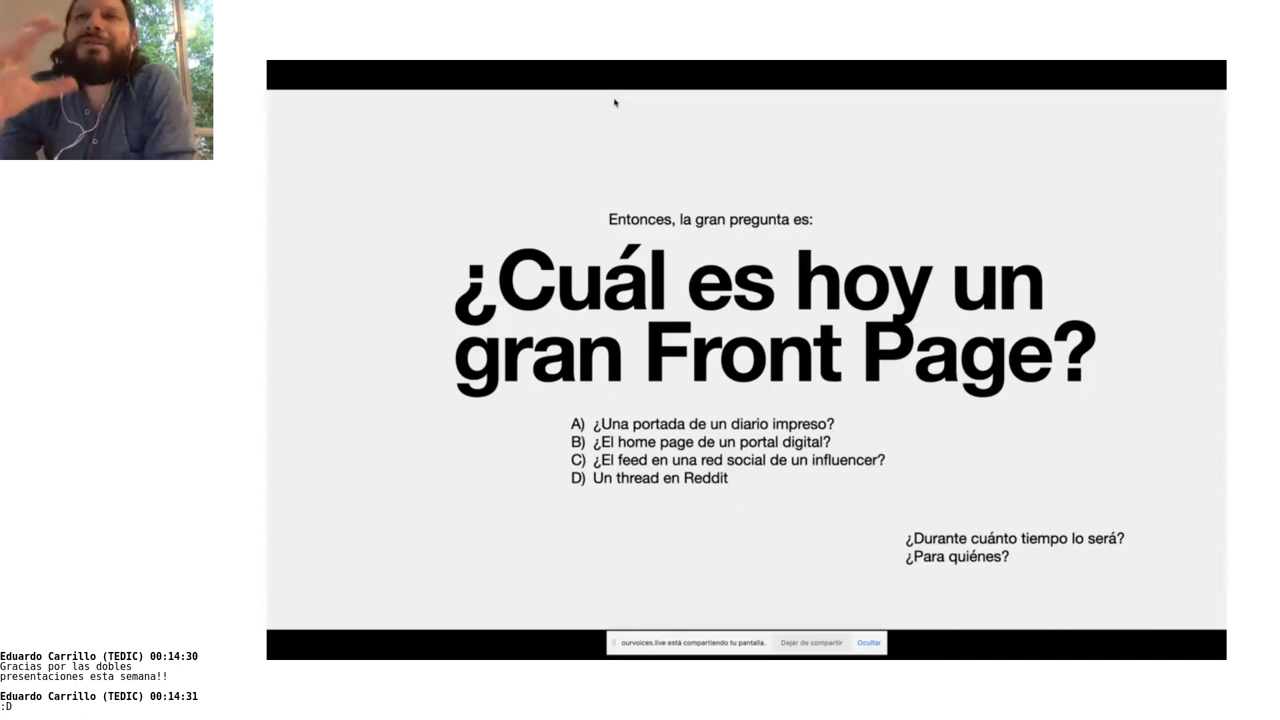 Entonces, la gran pregunta es:
¿Cuál es hoy un
gran Front Page?
A) ¿Una portada de un diario impreso?
B) ¿El home page de un portal digital?
C) ¿El feed en una red social de un influencer?
D) Un thread en Reddit
¿Durante cuánto tiempo lo será?
¿Para quiénes?
ourvoices.live está compartiendo tu pantalla. Dejar de compartir Ocultar
Eduardo Carrillo (TEDIC) 00:14:30
Gracias por las dobles
presentaciones esta semana!!
Eduardo Carrillo (TEDIC) 00:14:31
:D